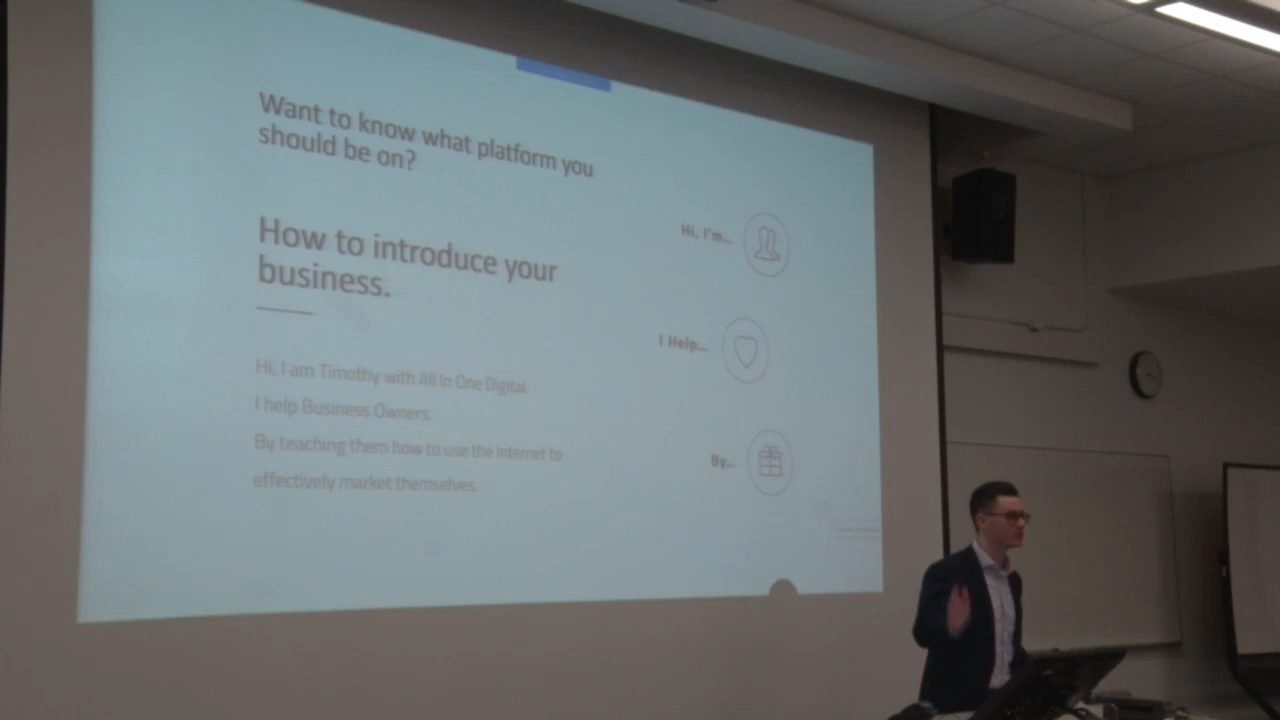 Want to know what platform you
should be on?
How to introduce your
business.
Hi, I am Timothy with All In One Digital.
I help Business Owners.
By teaching them how to use the internet to
effectively market themselves.
Hi, I'm...
I Help...
By...